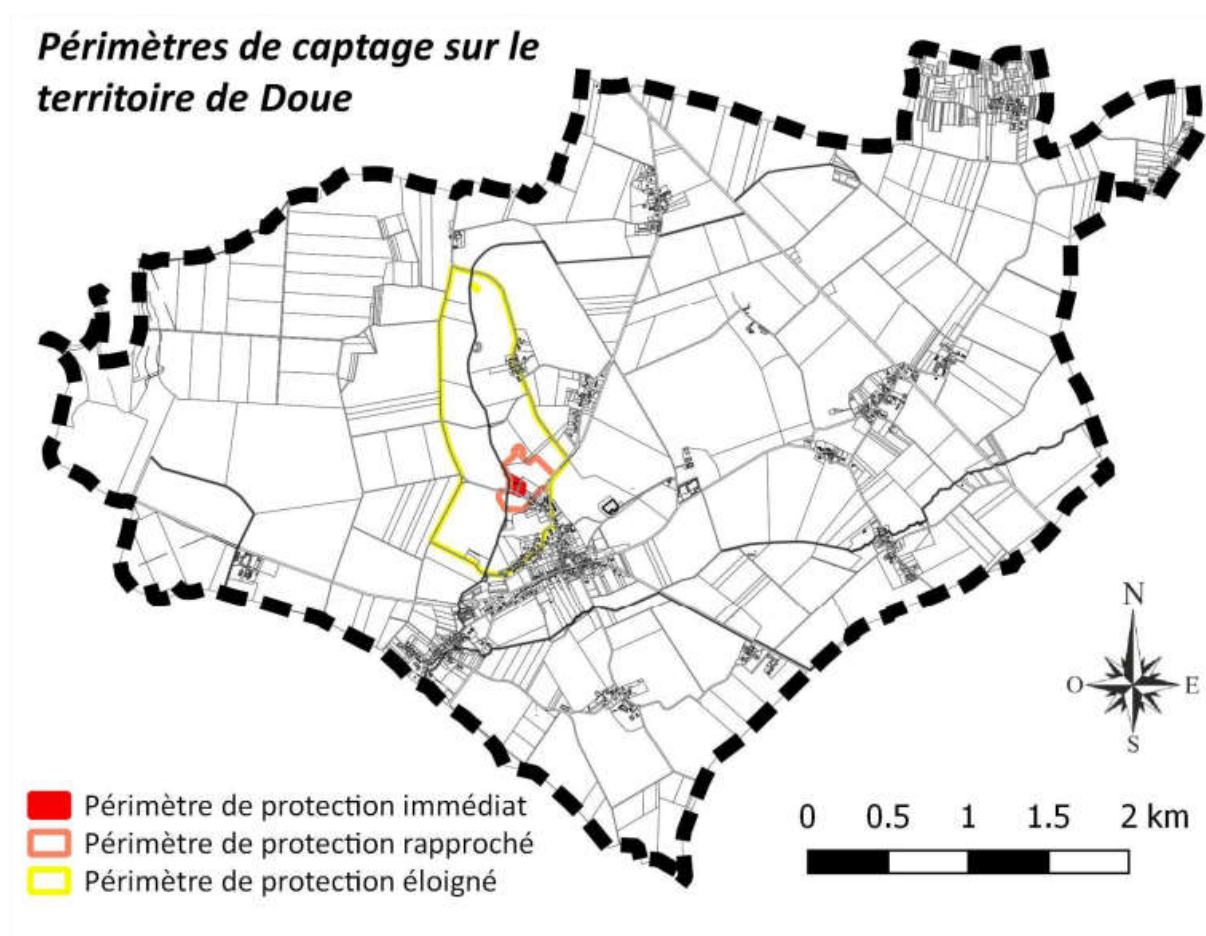 Périmètres de captage sur le
territoire de Doue
N
O
E
S
Périmètre de protection immédiat
Périmètre de protection rapproché
Périmètre de protection éloigné
0 0.5 1 1.5 2 km